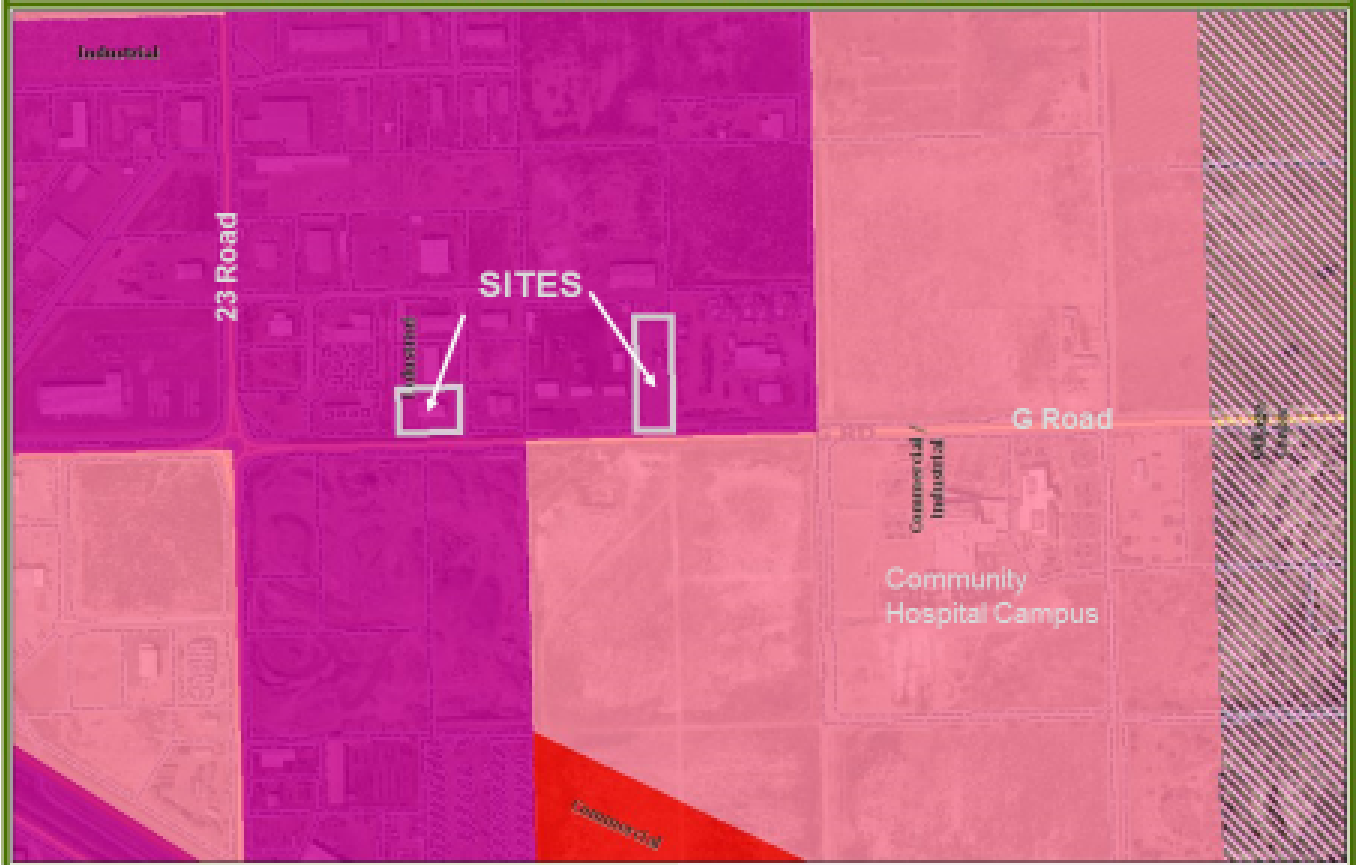 Industrial
23 Road
SITES
Industrial
G Road
Commercial /
Industrial
Community
Hospital Campus
Commercial